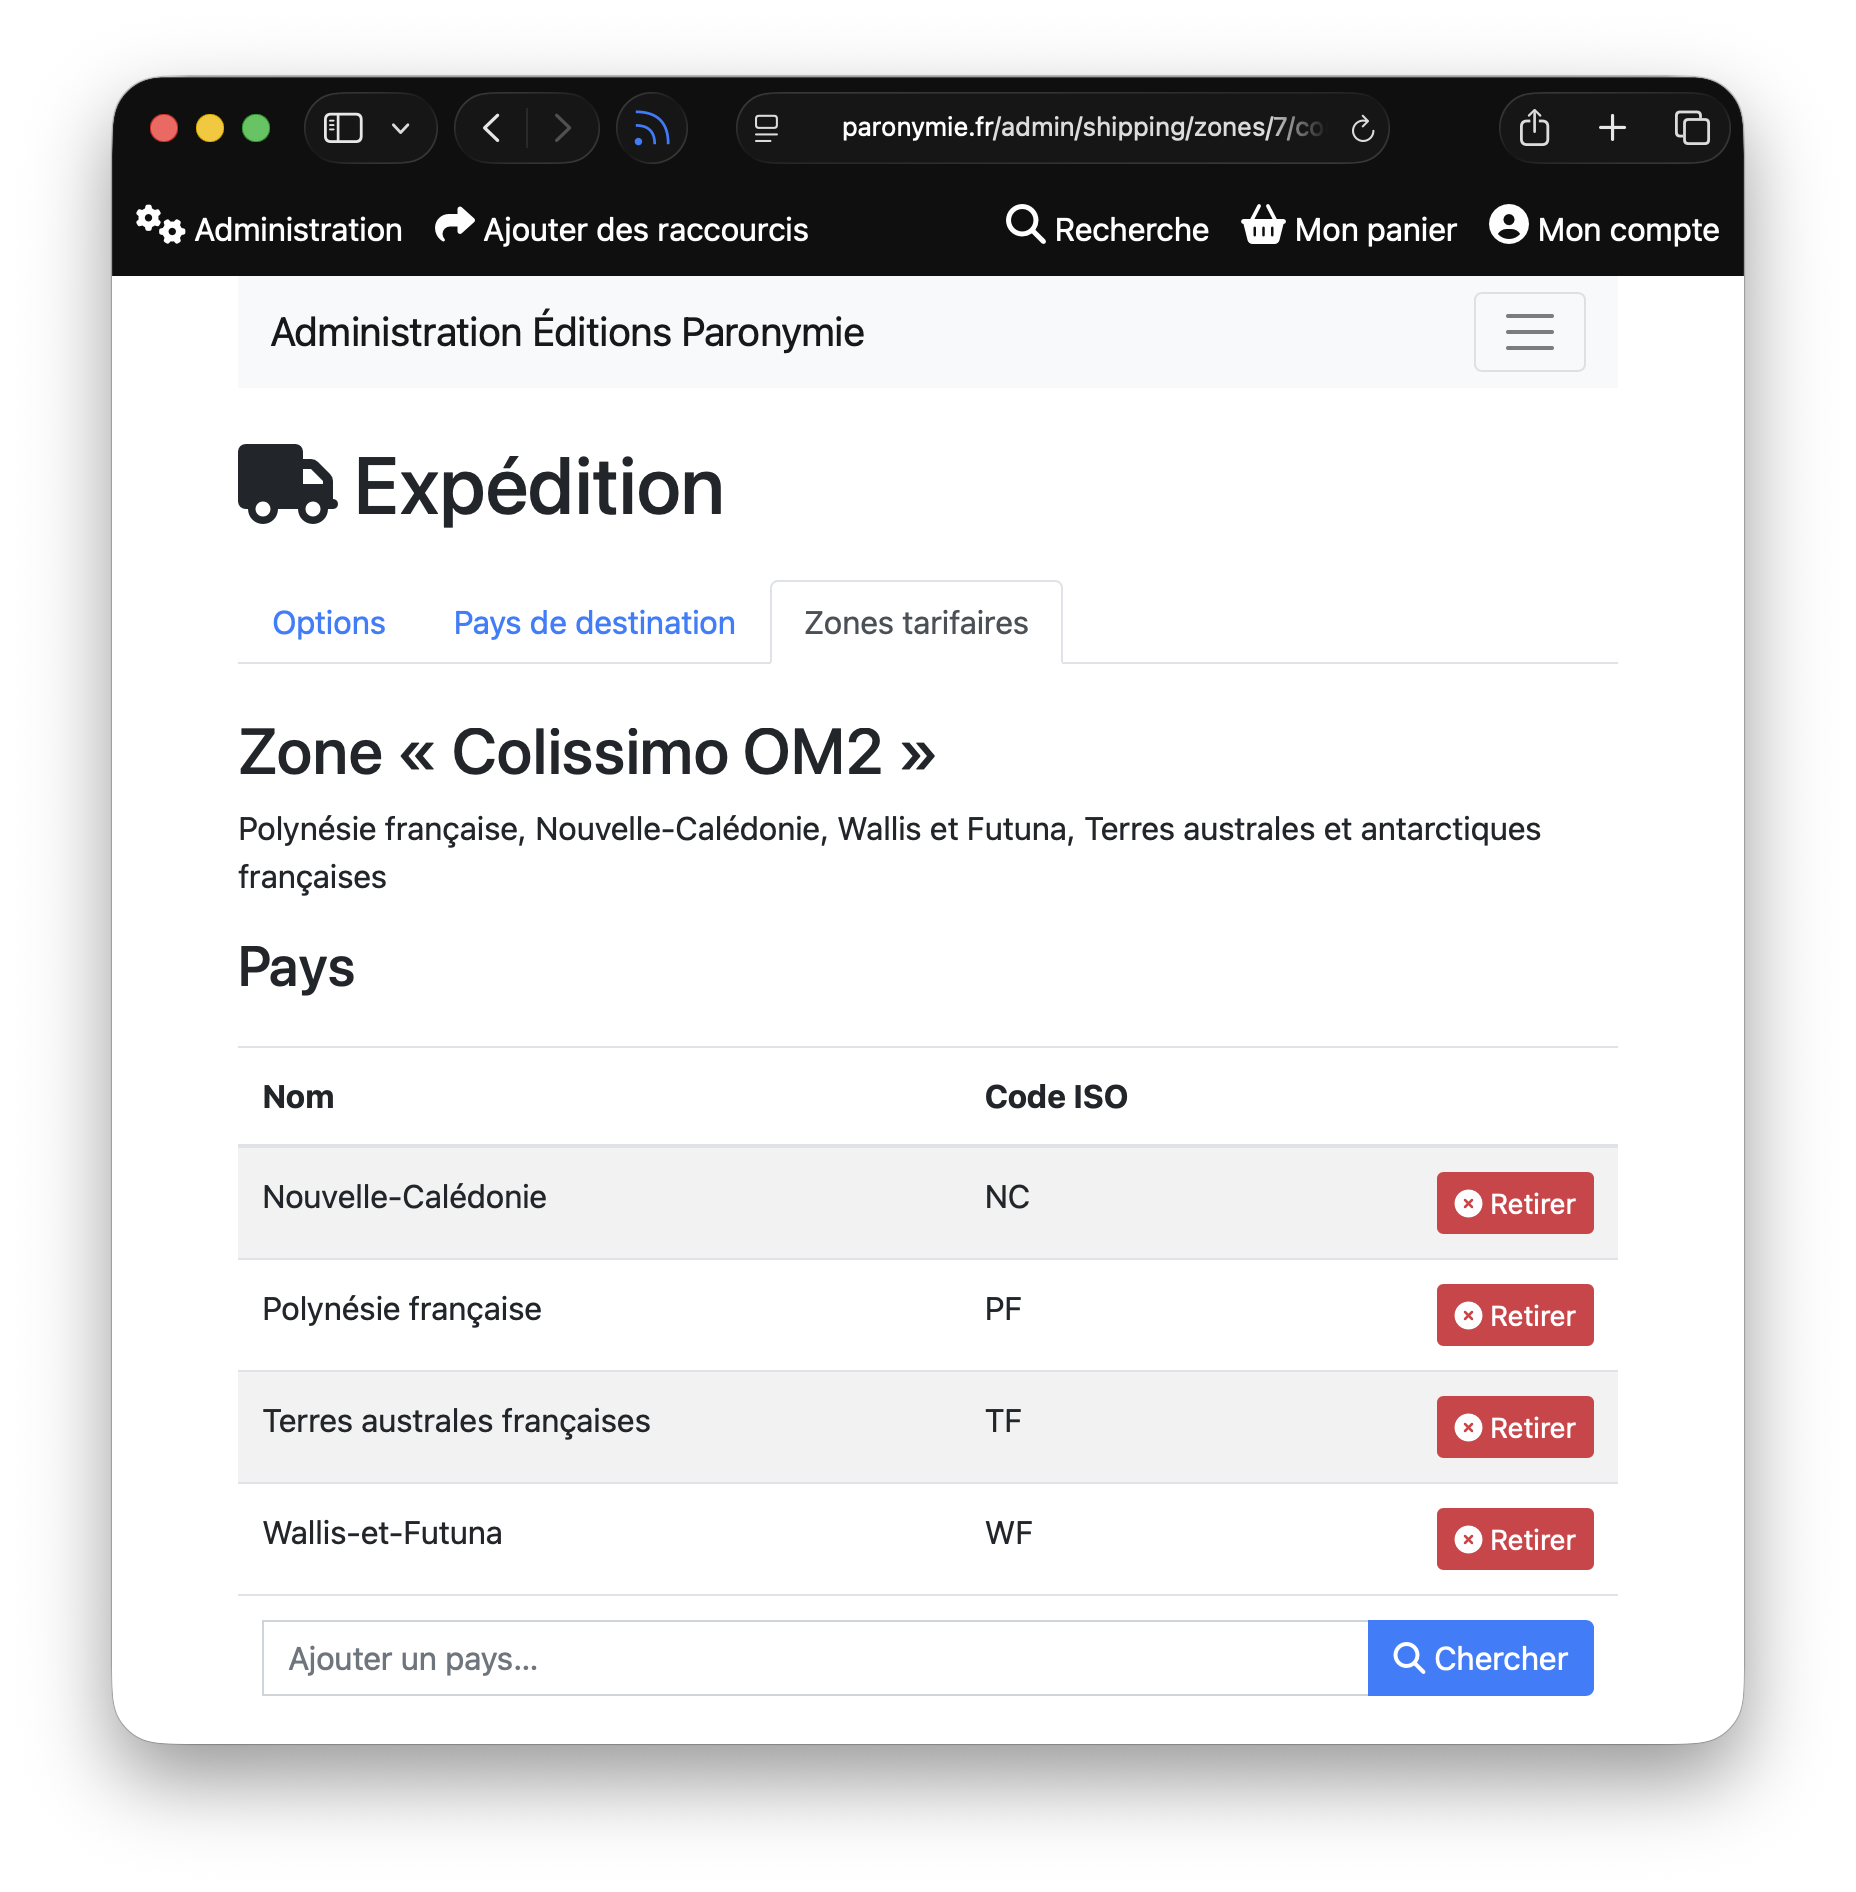 paronymie.fr/admin/shipping/zones/7/co
Administration Ajouter des raccourcis Recherche Mon panier Mon compte
Administration Éditions Paronymie
Expédition
Options Pays de destination Zones tarifaires
Zone « Colissimo OM2 »
Polynésie française, Nouvelle-Calédonie, Wallis et Futuna, Terres australes et antarctiques
françaises
Pays
Nom Code ISO
Nouvelle-Calédonie NC Retirer
Polynésie française PF Retirer
Terres australes françaises TF Retirer
Wallis-et-Futuna WF Retirer
Ajouter un pays... Chercher